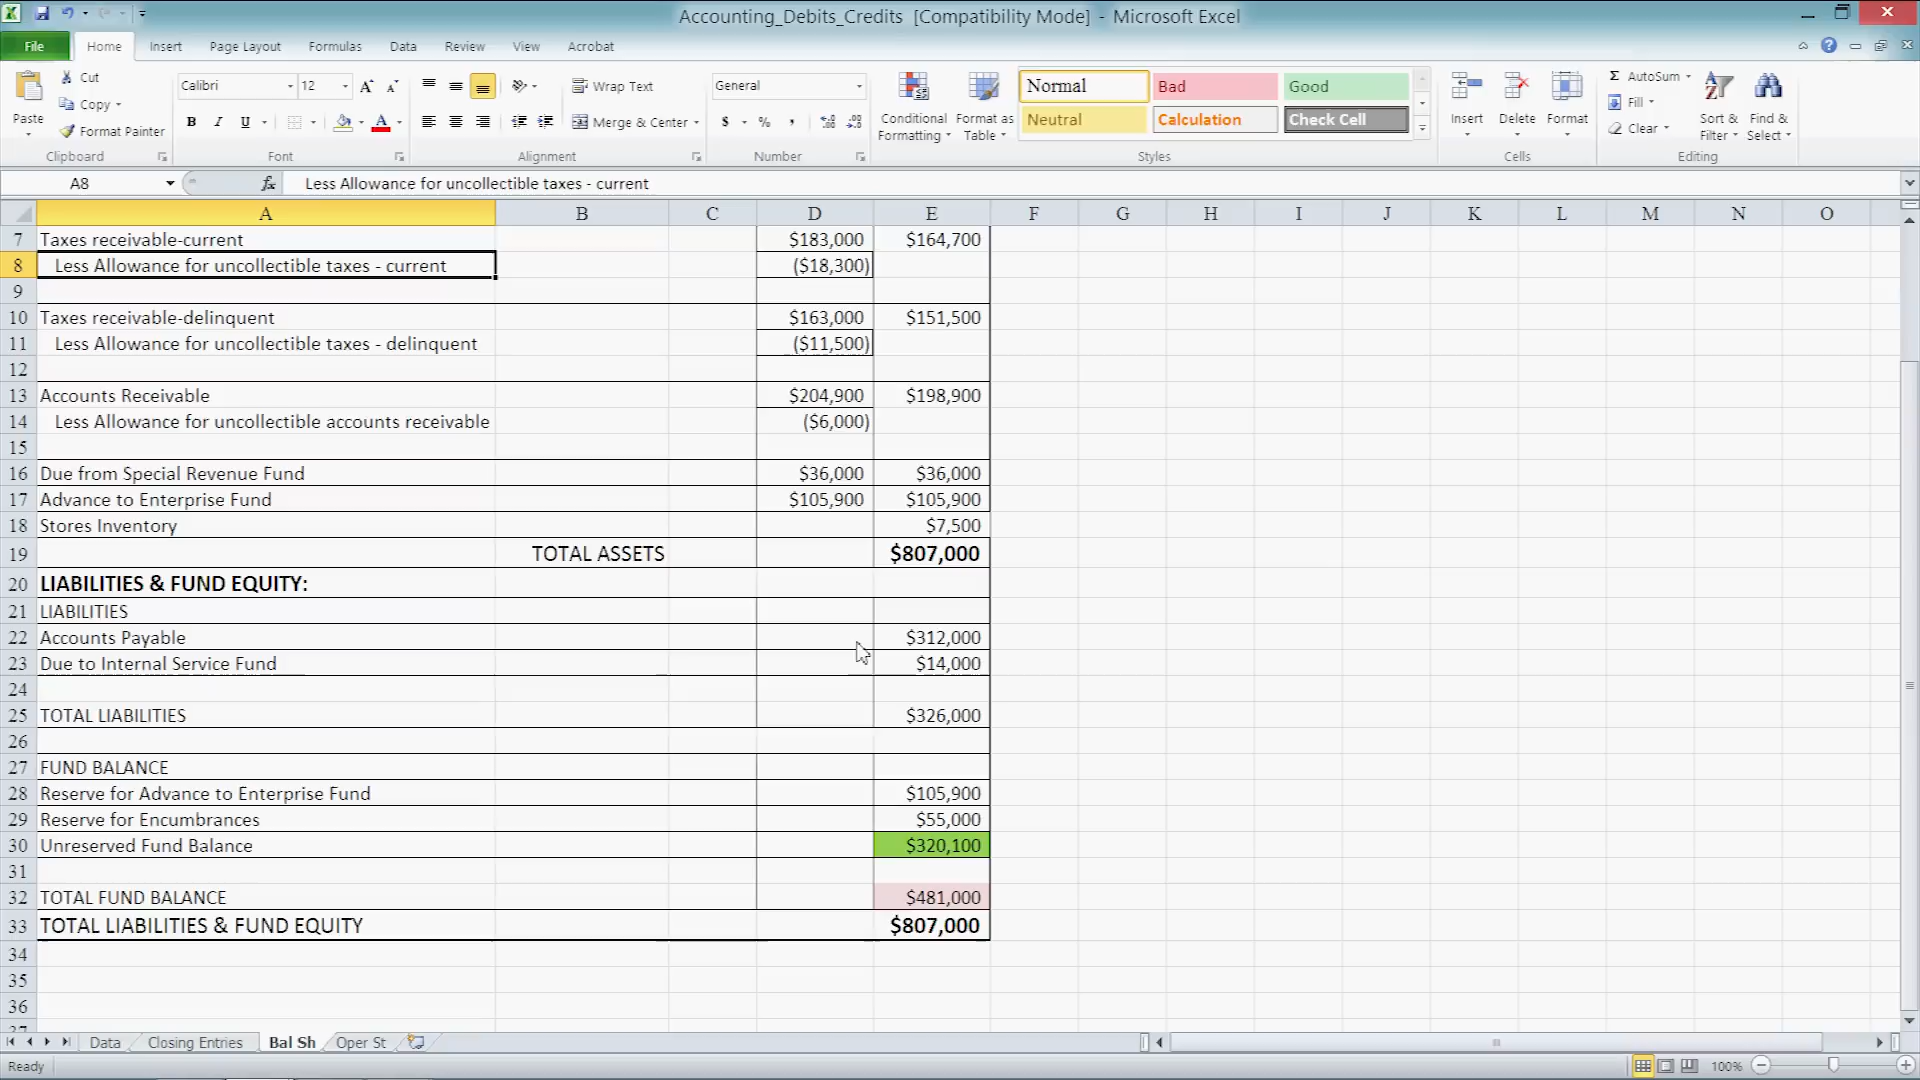 Accounting_Debits_Credits [Compatibility Mode] - Microsoft Excel
File Home Insert Page Layout Formulas Data Review View Acrobat
Paste Cut Copy Format Painter Clipboard
Calibri 12 A A B I U A Font
Wrap Text Merge & Center Alignment
General $ % , Number
Conditional Formatting Format as Table Normal Bad Good Neutral Calculation Check Cell Styles
Insert Delete Format Cells
Σ AutoSum Fill Clear Sort & Filter Find & Select Editing
A8 fx Less Allowance for uncollectible taxes - current
A B C D E F G H I J K L M N O
7 Taxes receivable-current $183,000 $164,700
8 Less Allowance for uncollectible taxes - current ($18,300)
9
10 Taxes receivable-delinquent $163,000 $151,500
11 Less Allowance for uncollectible taxes - delinquent ($11,500)
12
13 Accounts Receivable $204,900 $198,900
14 Less Allowance for uncollectible accounts receivable ($6,000)
15
16 Due from Special Revenue Fund $36,000 $36,000
17 Advance to Enterprise Fund $105,900 $105,900
18 Stores Inventory $7,500
19 TOTAL ASSETS $807,000
20 LIABILITIES & FUND EQUITY:
21 LIABILITIES
22 Accounts Payable $312,000
23 Due to Internal Service Fund $14,000
24
25 TOTAL LIABILITIES $326,000
26
27 FUND BALANCE
28 Reserve for Advance to Enterprise Fund $105,900
29 Reserve for Encumbrances $55,000
30 Unreserved Fund Balance $320,100
31
32 TOTAL FUND BALANCE $481,000
33 TOTAL LIABILITIES & FUND EQUITY $807,000
34
35
36
37
Data Closing Entries Bal Sh Oper St
Ready 100%